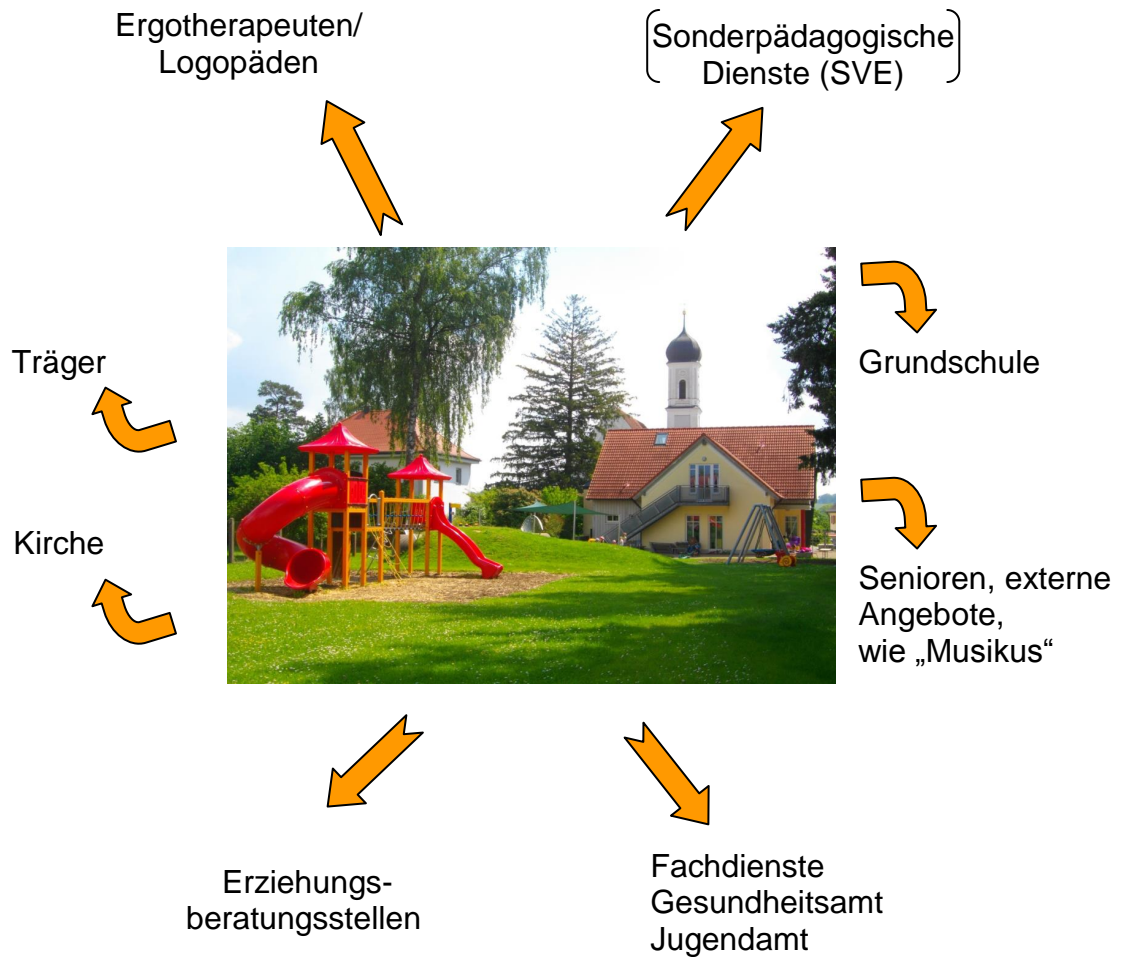 Ergotherapeuten/
Logopäden
Sonderpädagogische
Dienste (SVE)
Träger
Grundschule
Kirche
Senioren, externe
Angebote,
wie „Musikus“
Erziehungs-
beratungsstellen
Fachdienste
Gesundheitsamt
Jugendamt